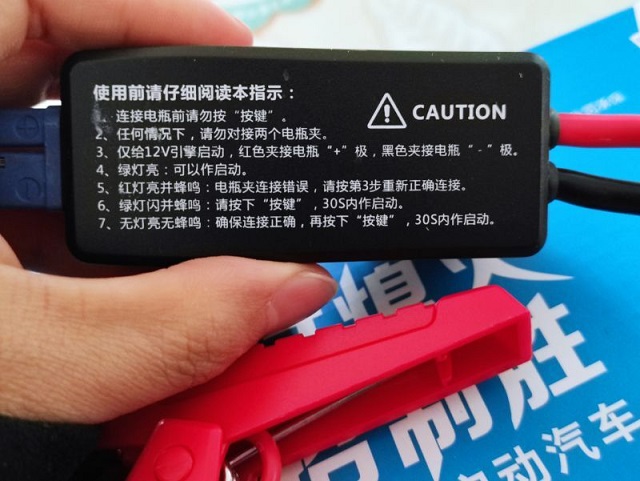 使用前请仔细阅读本指示：
CAUTION
1、连接电瓶前请勿按“按键”。
2、任何情况下，请勿对接两个电瓶夹。
3、仅给12V引擎启动，红色夹接电瓶“+”极，黑色夹接电瓶“-”极。
4、绿灯亮：可以作启动。
5、红灯亮并蜂鸣：电瓶夹连接错误，请按第3步重新正确连接。
6、绿灯闪并蜂鸣：请按下“按键”，30S内作启动。
7、无灯亮无蜂鸣：确保连接正确，再按下“按键”，30S内作启动。
制胜
动汽车